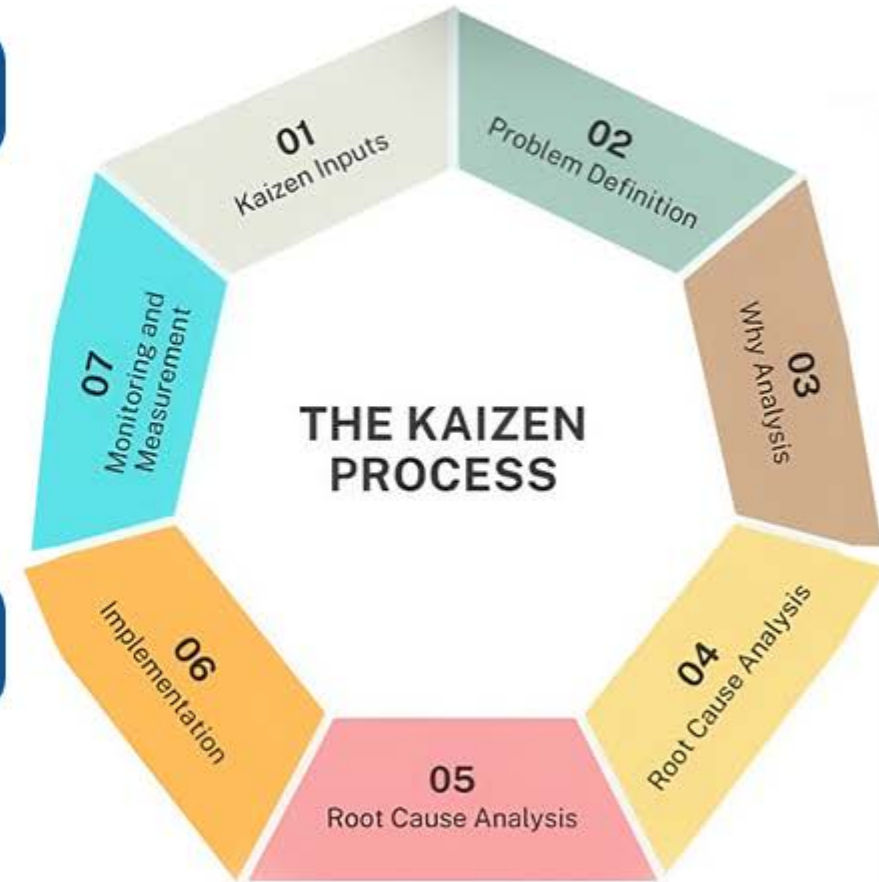 THE KAIZEN
PROCESS
01
Kaizen Inputs
02
Problem Definition
03
Why Analysis
04
Root Cause Analysis
05
Root Cause Analysis
06
Implementation
07
Monitoring and
Measurement